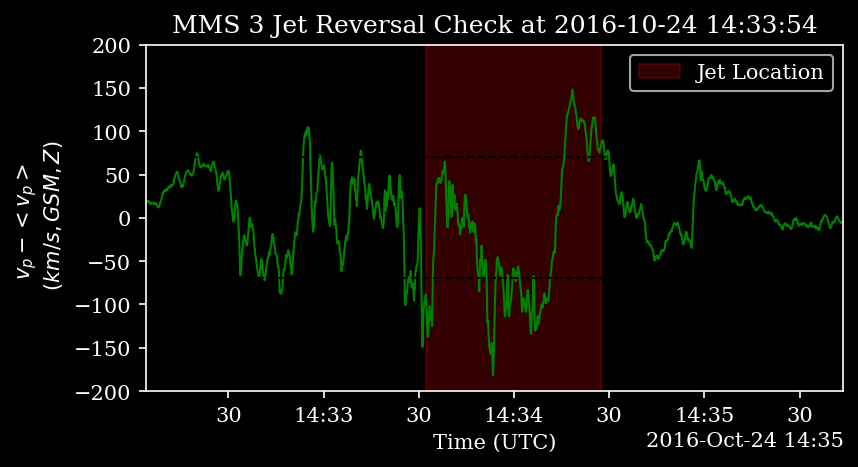 MMS 3 Jet Reversal Check at 2016-10-24 14:33:54
200
150
100
50
0
−50
−100
−150
−200
v_p − <v_p>
(km/s, GSM, Z)
Jet Location
30 14:33 30 14:34 30 14:35 30
Time (UTC)
2016-Oct-24 14:35